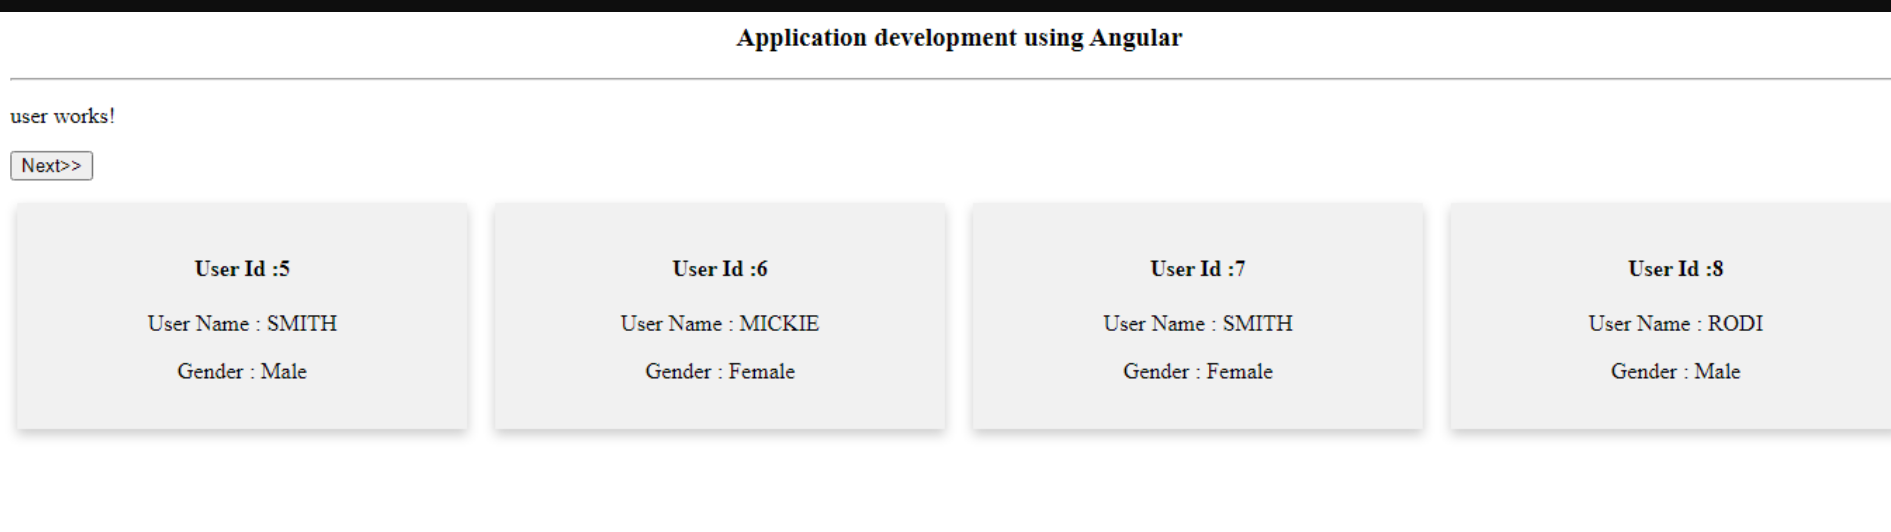 Application development using Angular
user works!
Next>>
User Id :5
User Name : SMITH
Gender : Male
User Id :6
User Name : MICKIE
Gender : Female
User Id :7
User Name : SMITH
Gender : Female
User Id :8
User Name : RODI
Gender : Male